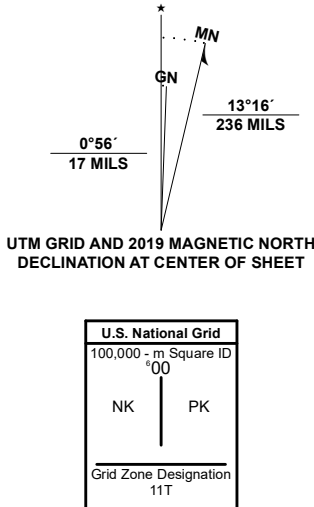 ★
MN
GN
0°56´
17 MILS
13°16´
236 MILS
UTM GRID AND 2019 MAGNETIC NORTH
DECLINATION AT CENTER OF SHEET
U.S. National Grid
100,000 - m Square ID
⁶00
NK PK
Grid Zone Designation
11T